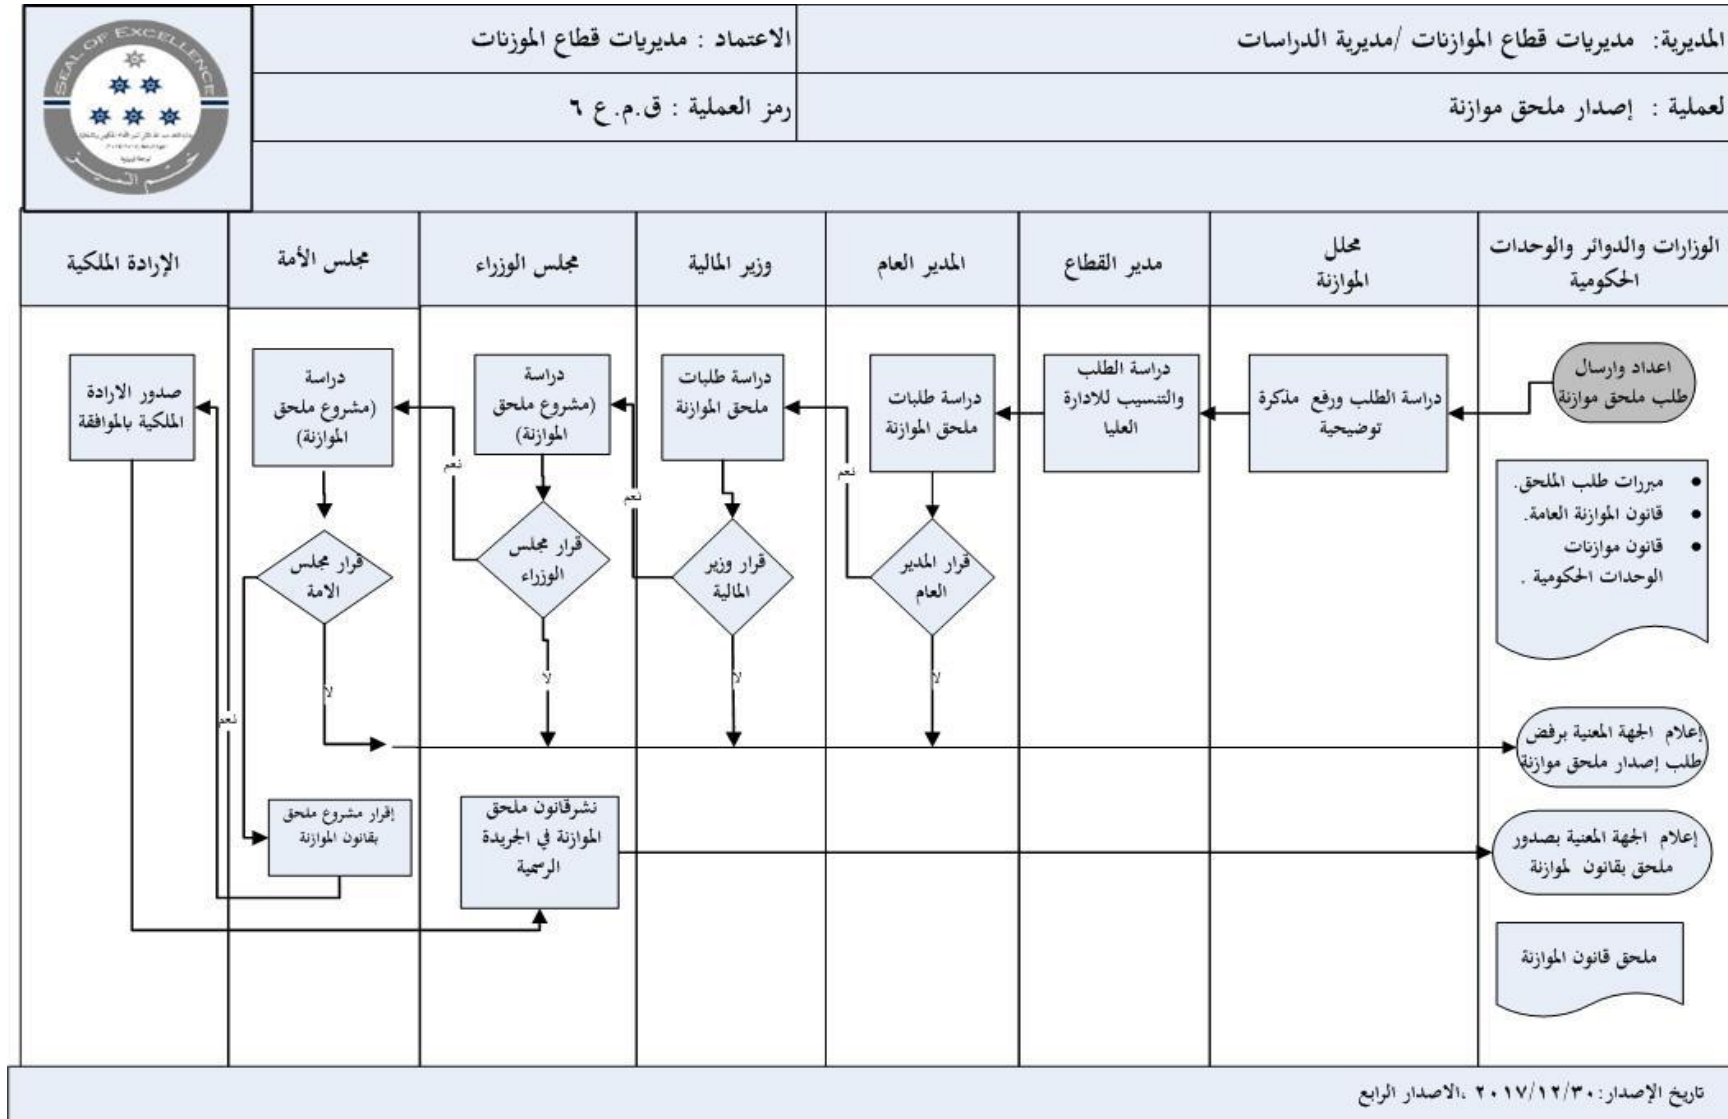 المديرية: مديريات قطاع الموازنات /مديرية الدراسات
الاعتماد : مديريات قطاع الموزنات
لعملية : إصدار ملحق موازنة
رمز العملية : ق.م.ع ٦
SEAL OF EXCELLENCE
ختم التميز
الوزارات والدوائر والوحدات
الحكومية
محلل
الموازنة
مدير القطاع
المدير العام
وزير المالية
مجلس الوزراء
مجلس الأمة
الإرادة الملكية
اعداد وارسال
طلب ملحق موازنة
دراسة الطلب ورفع مذكرة
توضيحية
دراسة الطلب
والتنسيب للادارة
العليا
دراسة طلبات
ملحق الموازنة
دراسة طلبات
ملحق الموازنة
دراسة
(مشروع ملحق
الموازنة)
دراسة
(مشروع ملحق
الموازنة)
صدور الارادة
الملكية بالموافقة
نعم
نعم
نعم
● مبررات طلب الملحق.
● قانون الموازنة العامة.
● قانون موازنات
الوحدات الحكومية .
قرار المدير
العام
قرار وزير
المالية
قرار مجلس
الوزراء
قرار مجلس
الامة
لا
لا
لا
لا
نعم
إعلام الجهة المعنية برفض
طلب إصدار ملحق موازنة
إعلام الجهة المعنية بصدور
ملحق بقانون لموازنة
نشرقانون ملحق
الموازنة في الجريدة
الرسمية
إقرار مشروع ملحق
بقانون الموازنة
ملحق قانون الموازنة
تاريخ الإصدار: ٢٠١٧/١٢/٣٠ ،الاصدار الرابع